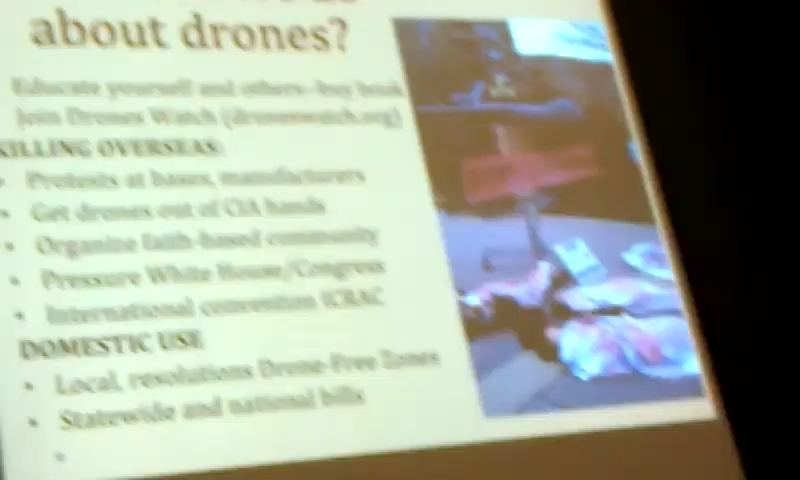 about drones?
Educate yourself and others--buy book
Join Drones Watch (droneswatch.org)
KILLING OVERSEAS
• Protests at bases, manufacturers
• Get drones out of CIA hands
• Organize faith-based community
• Pressure White House/Congress
• International convention ICRAC
DOMESTIC USE
• Local, resolutions Drone-Free Zones
• Statewide and national bills